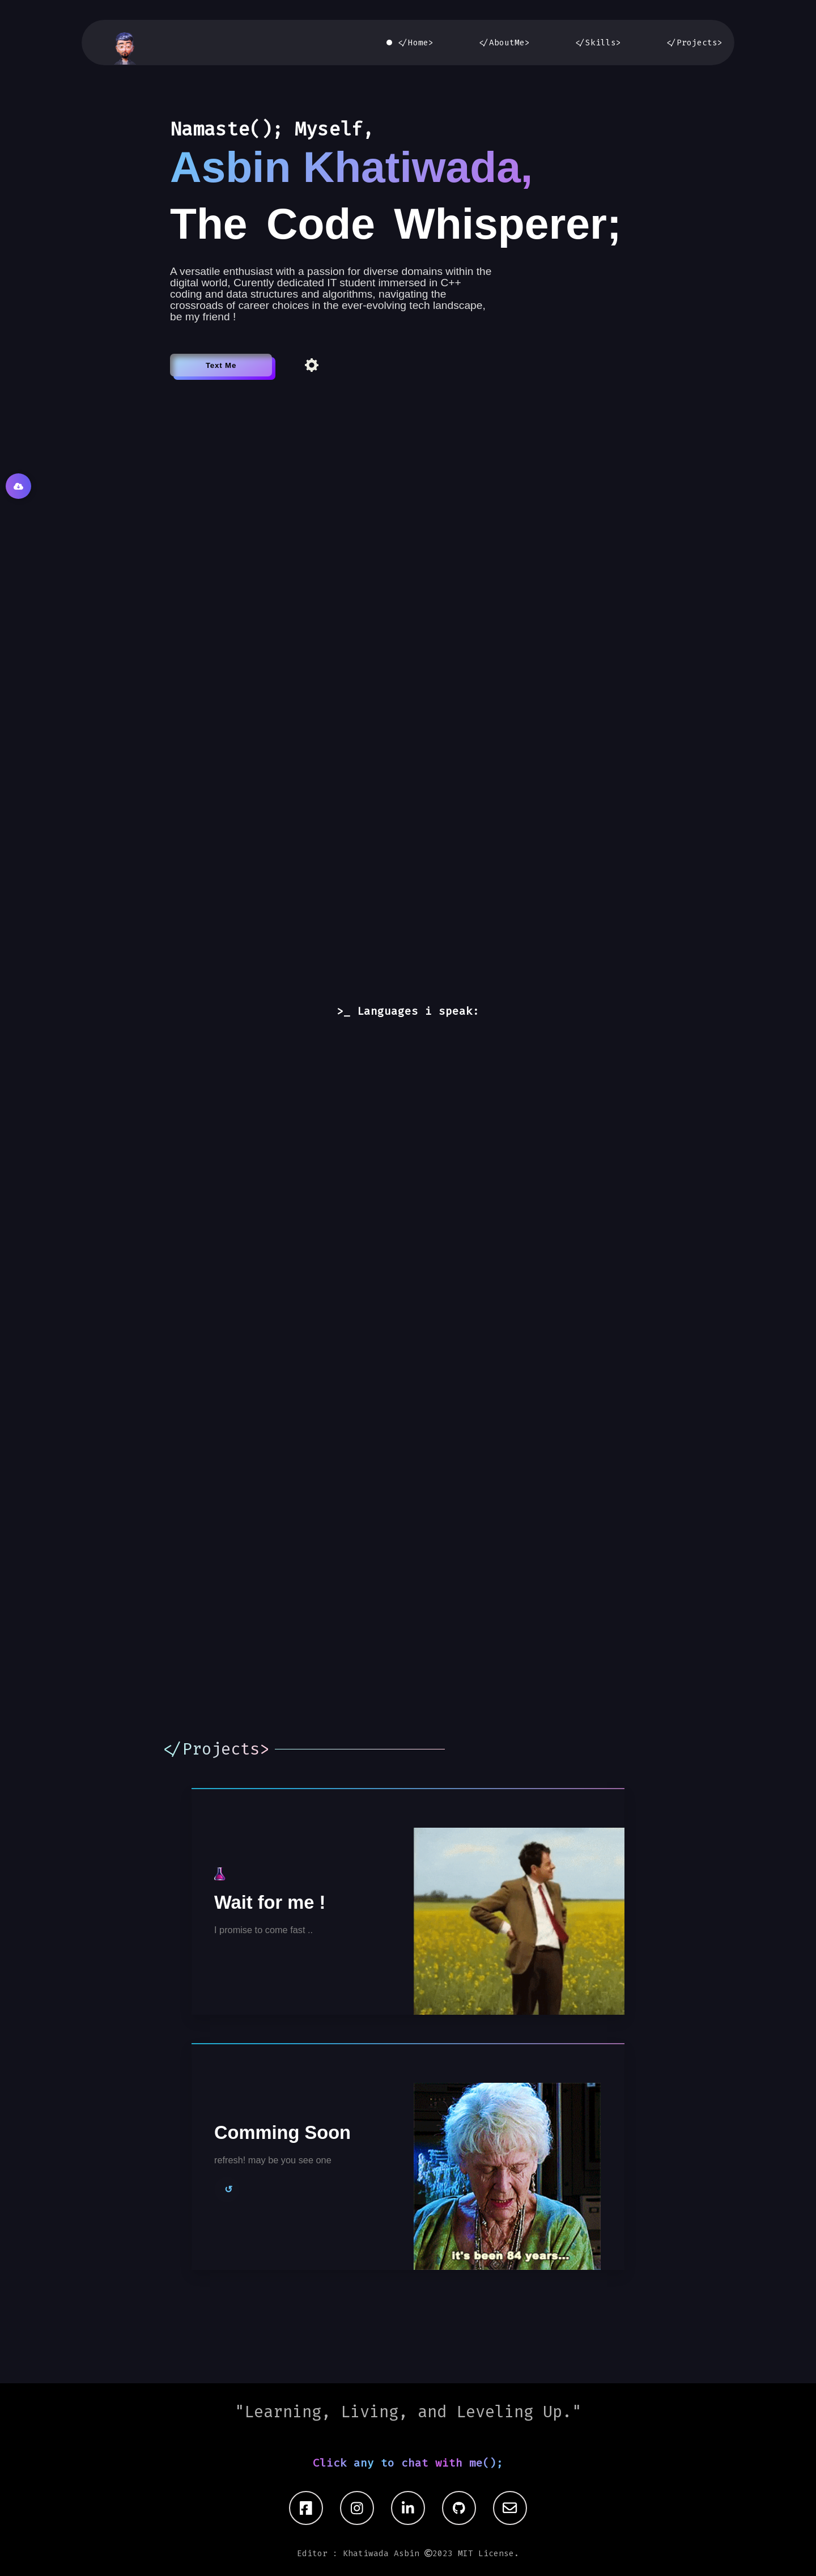 </Home> </AboutMe> </Skills> </Projects>
Namaste(); Myself,
Asbin Khatiwada,
The Code Whisperer;
A versatile enthusiast with a passion for diverse domains within the
digital world, Curently dedicated IT student immersed in C++
coding and data structures and algorithms, navigating the
crossroads of career choices in the ever-evolving tech landscape,
be my friend !
Text Me
>_ Languages i speak:
</Projects>
Wait for me !
I promise to come fast ..
Comming Soon
refresh! may be you see one
It's been 84 years...
"Learning, Living, and Leveling Up."
Click any to chat with me();
Editor : Khatiwada Asbin ©2023 MIT License.